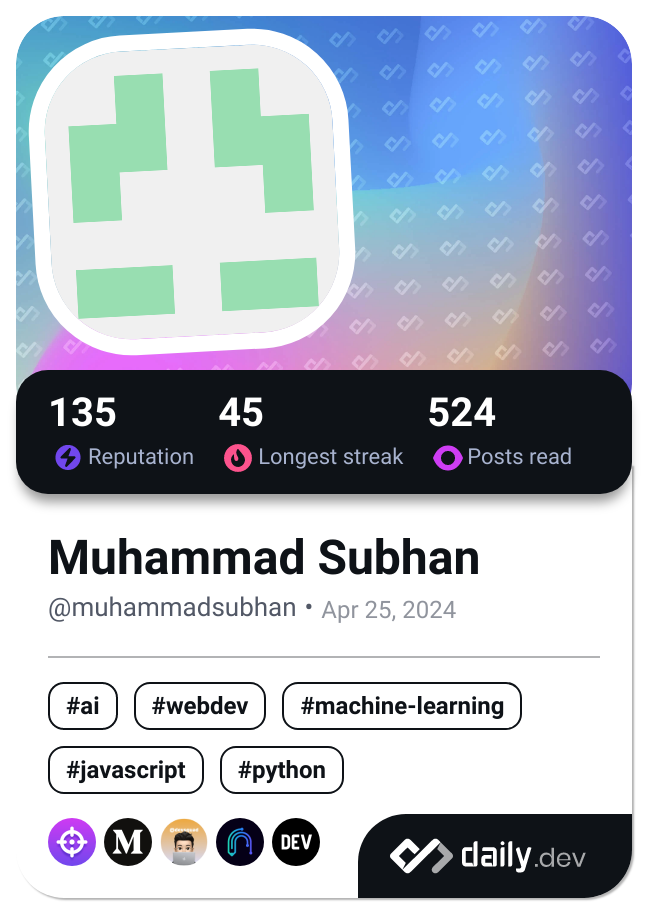 135 45 524
Reputation Longest streak Posts read
Muhammad Subhan
@muhammadsubhan • Apr 25, 2024
#ai #webdev #machine-learning
#javascript #python
M DEV
daily.dev